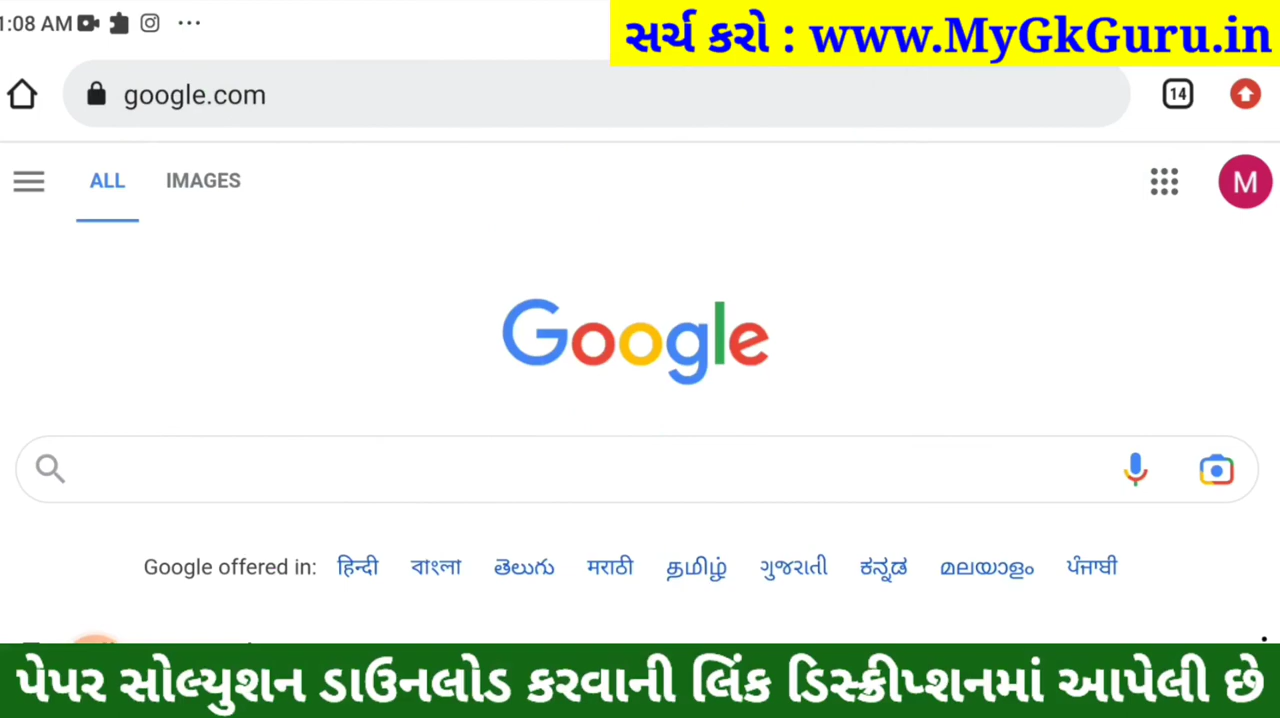 1:08 AM
સર્ચ કરો : www.MyGkGuru.in
google.com
14
ALL IMAGES
M
Google
Google offered in: हिन्दी বাংলা తెలుగు मराठी தமிழ் ગુજરાતી ಕನ್ನಡ മലയാളം ਪੰਜਾਬੀ
પેપર સોલ્યુશન ડાઉનલોડ કરવાની લિંક ડિસ્ક્રીપ્શનમાં આપેલી છે